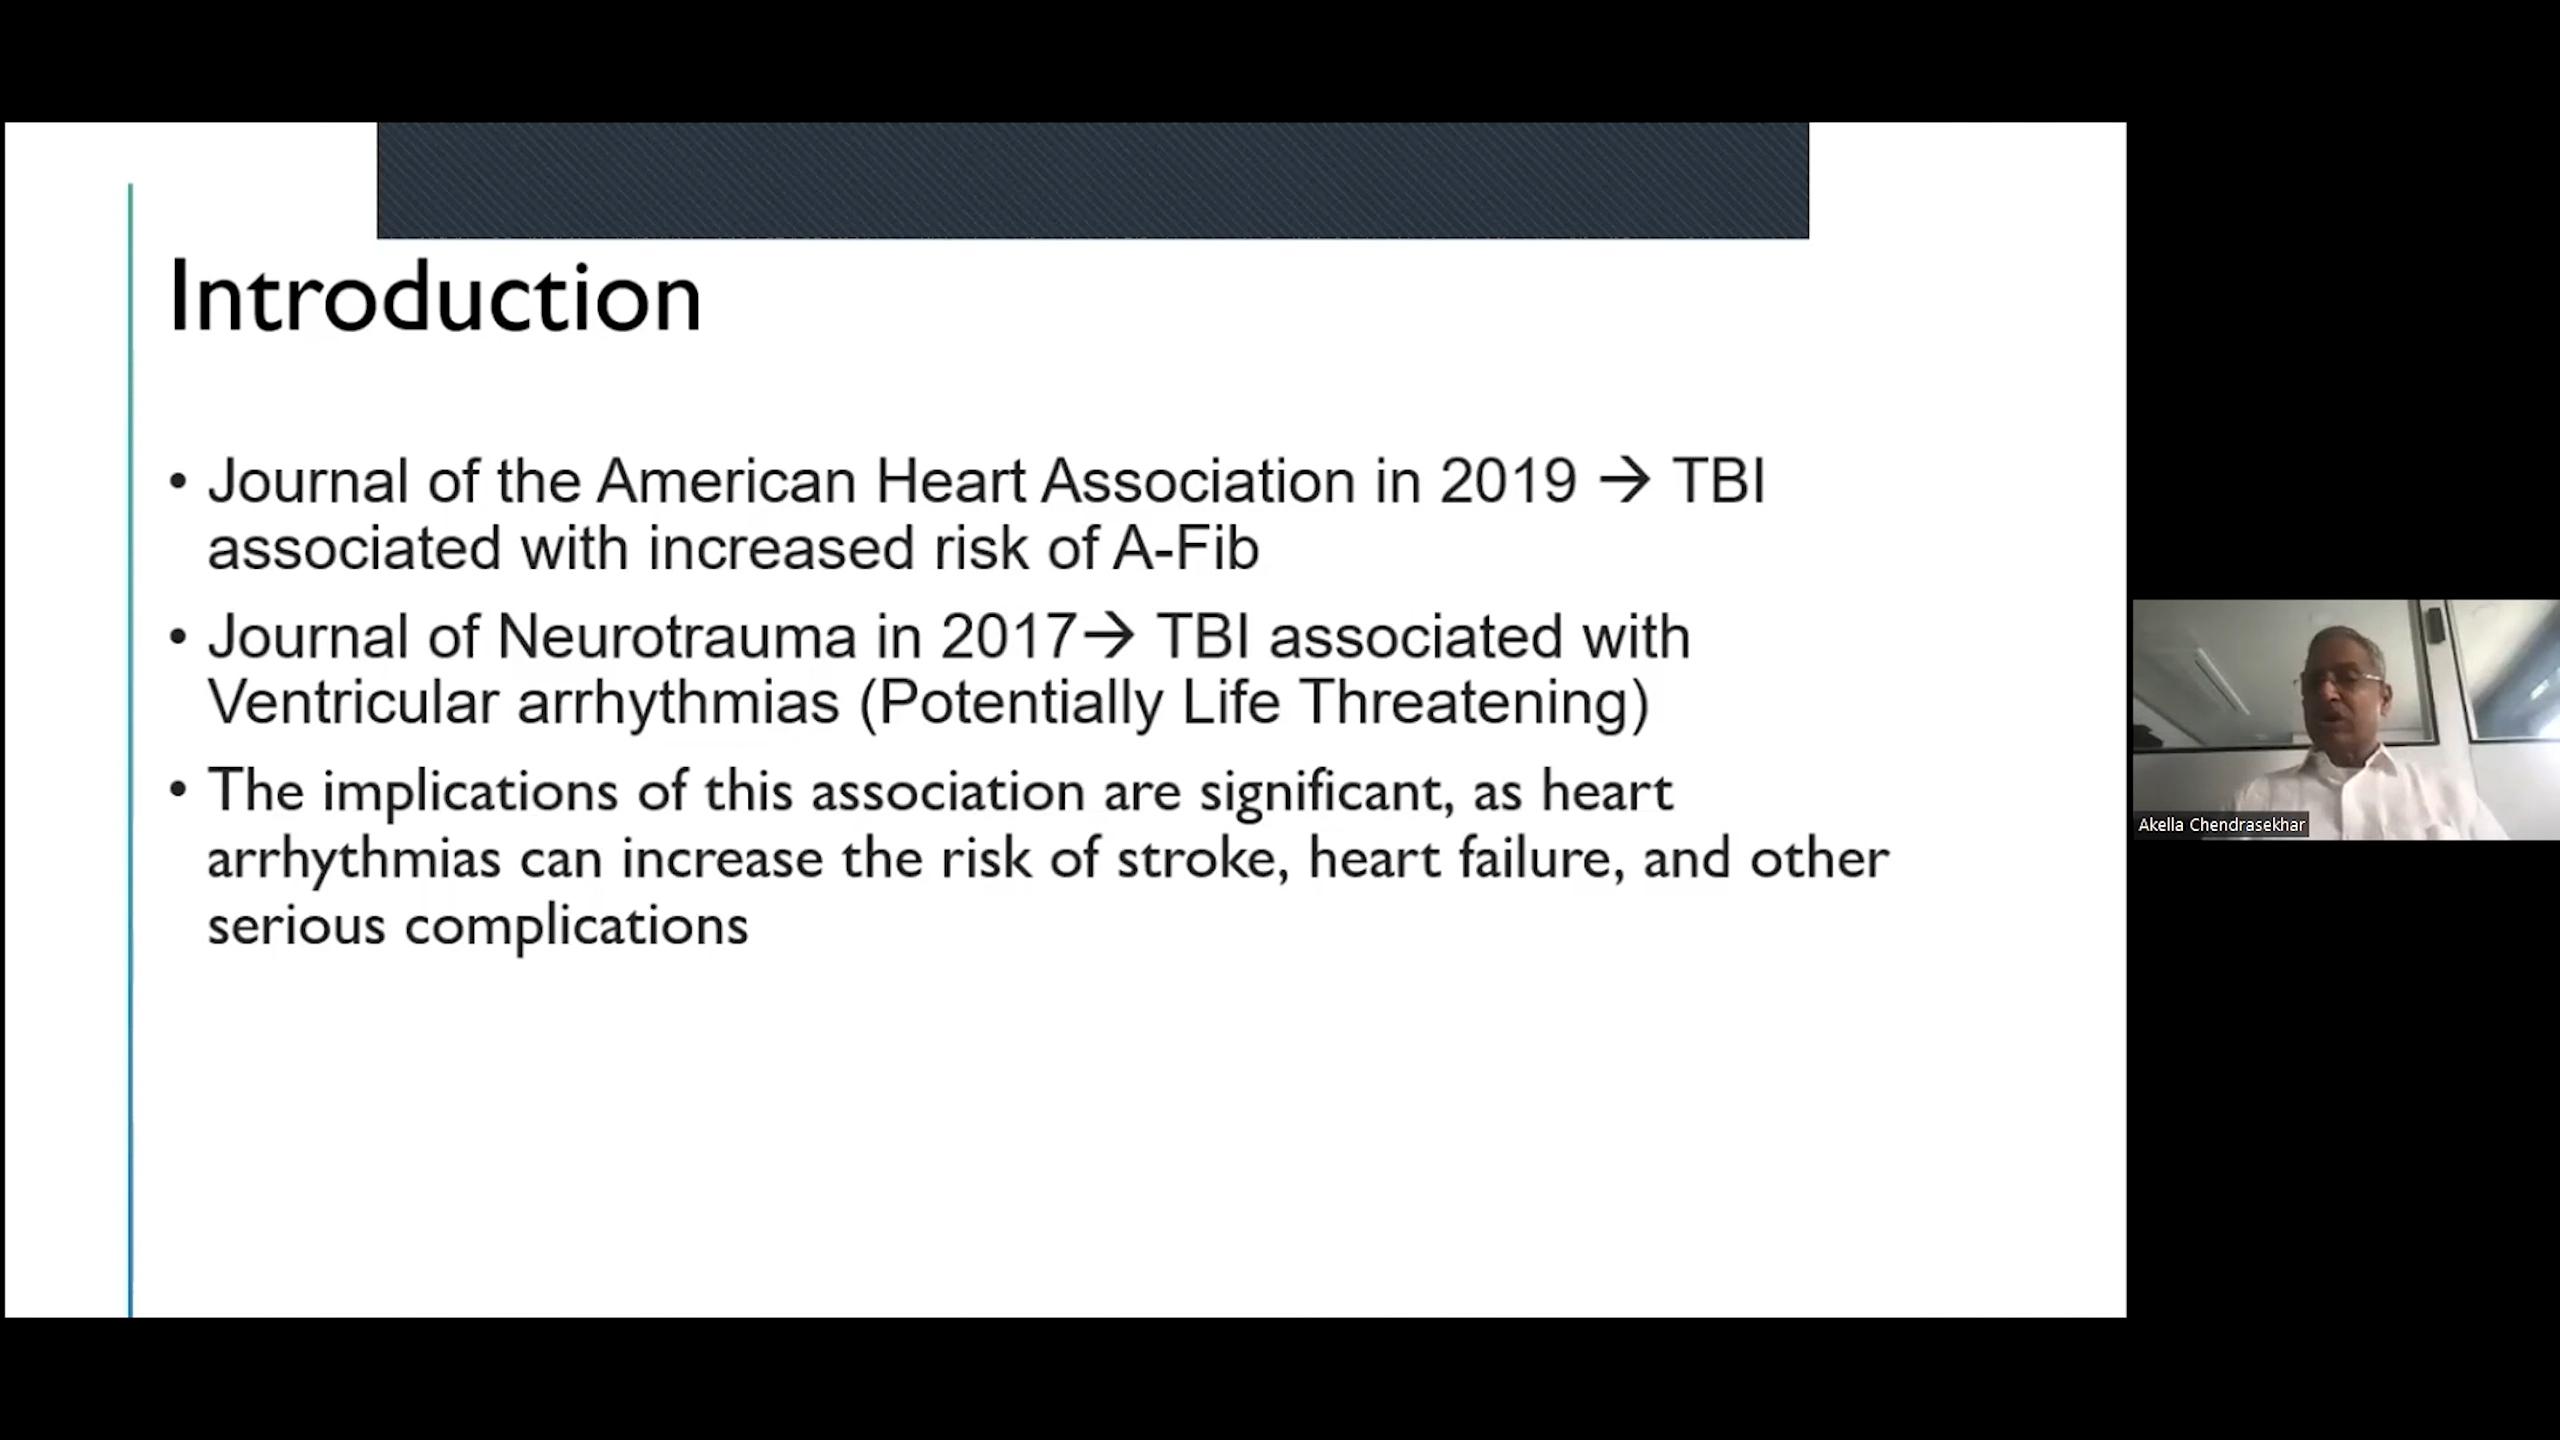 Introduction
• Journal of the American Heart Association in 2019 → TBI
associated with increased risk of A-Fib
• Journal of Neurotrauma in 2017→ TBI associated with
Ventricular arrhythmias (Potentially Life Threatening)
• The implications of this association are significant, as heart
arrhythmias can increase the risk of stroke, heart failure, and other
serious complications
Akella Chendrasekhar